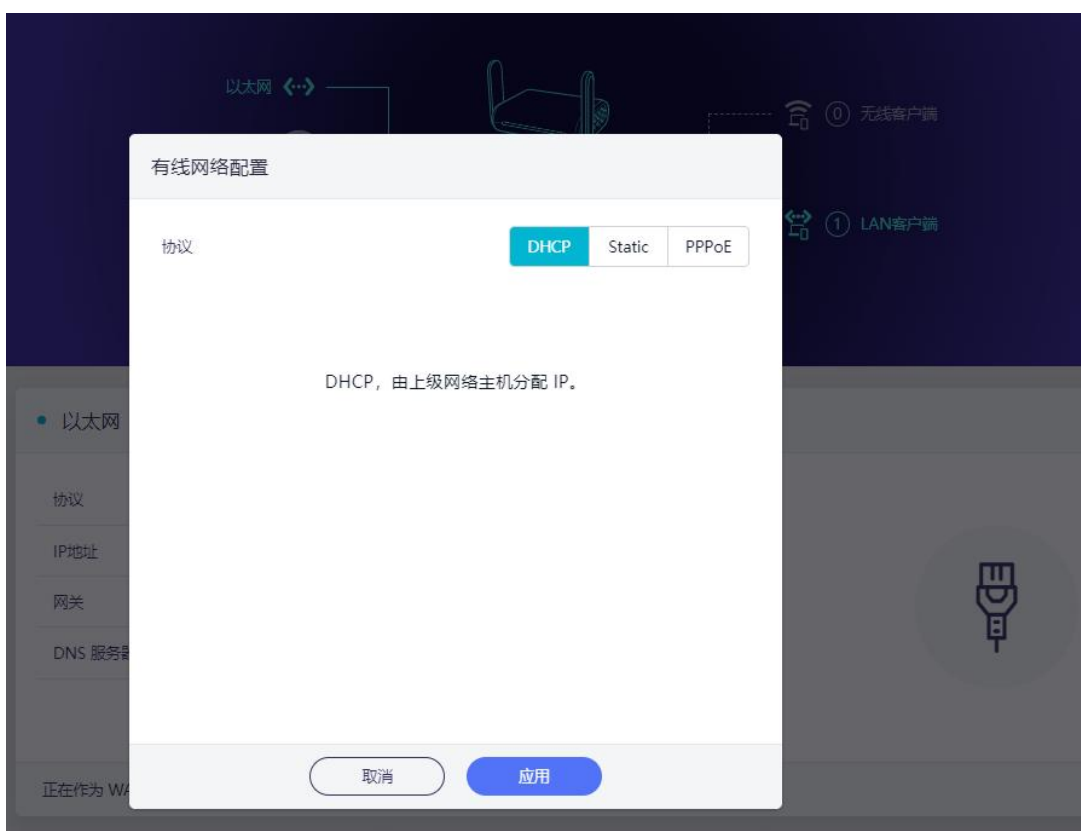 以太网
0 无线客户端
有线网络配置
1 LAN客户端
协议 DHCP Static PPPoE
DHCP，由上级网络主机分配 IP。
以太网
协议
IP地址
网关
DNS 服务器
取消 应用
正在作为 WA